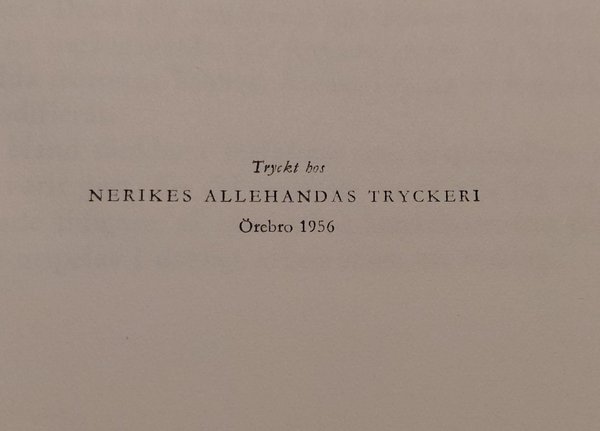 Tryckt hos
NERIKES ALLEHANDAS TRYCKERI
Örebro 1956